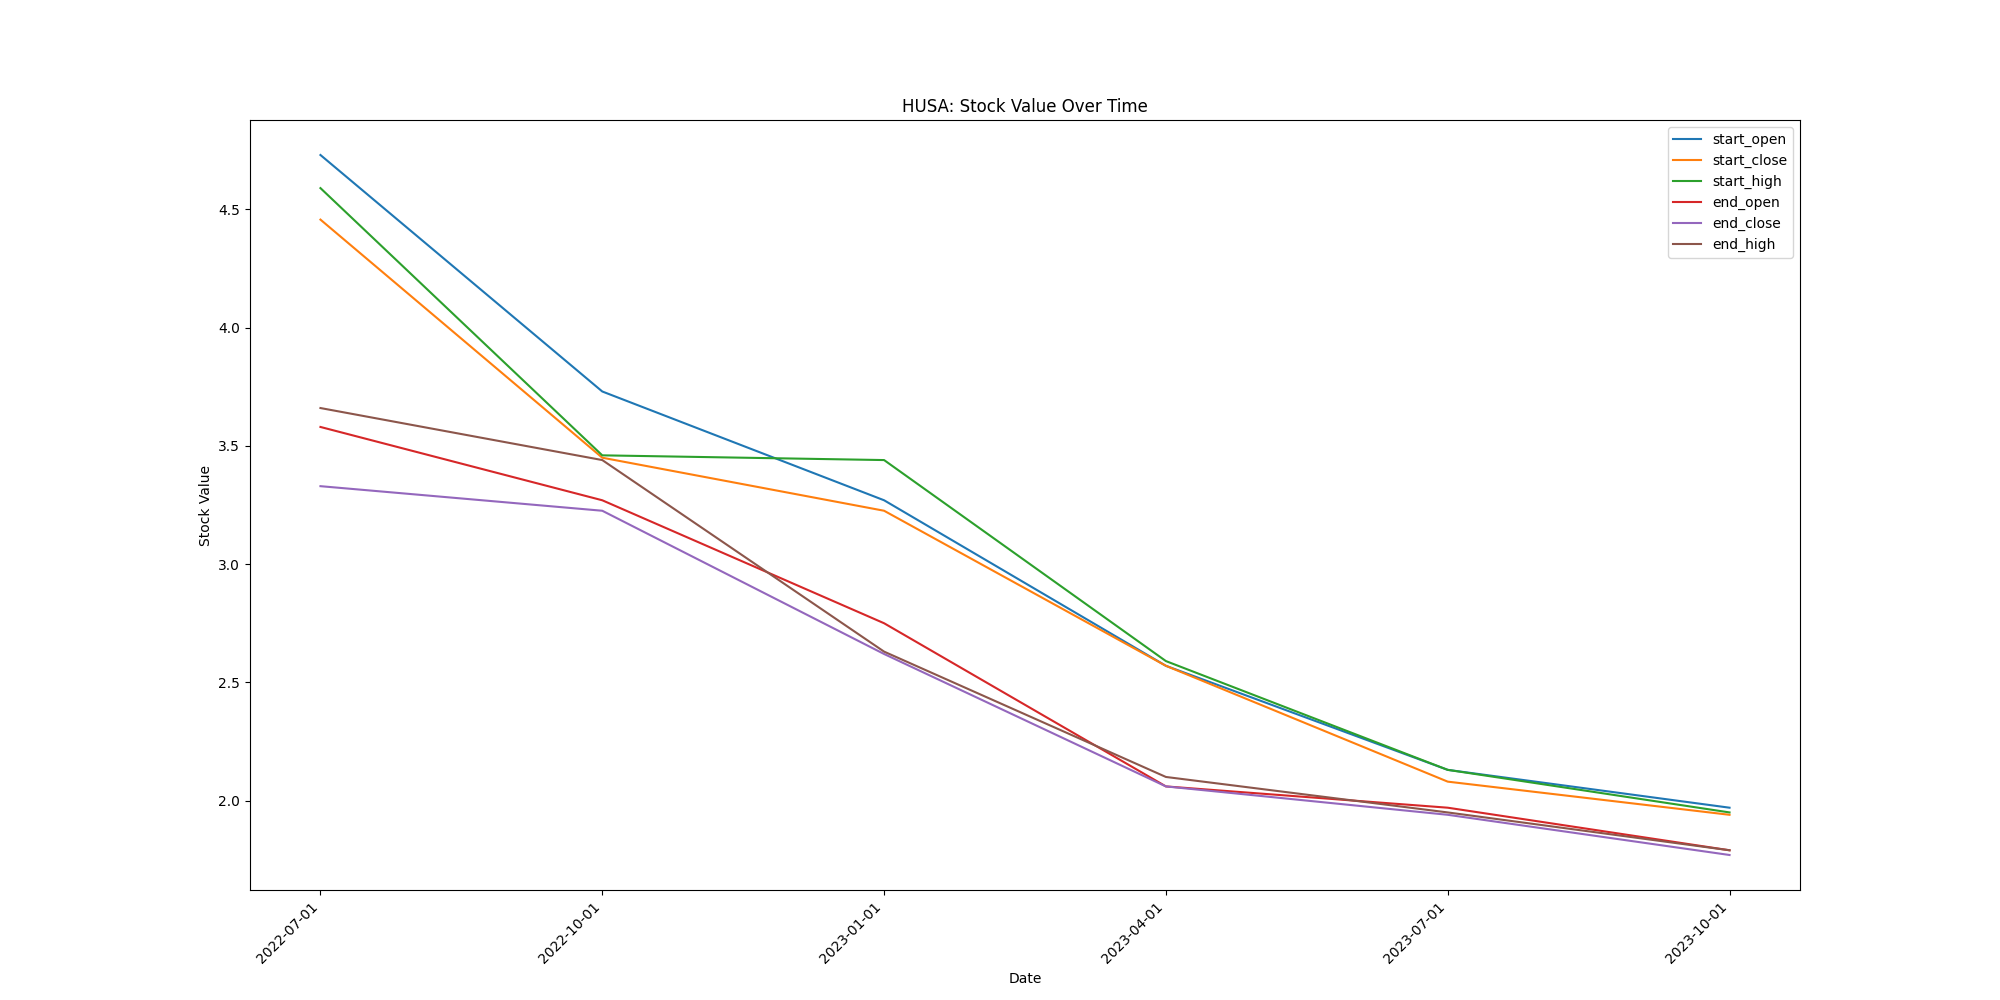 HUSA: Stock Value Over Time
start_open
start_close
start_high
end_open
end_close
end_high
Stock Value
4.5
4.0
3.5
3.0
2.5
2.0
2022-07-01
2022-10-01
2023-01-01
2023-04-01
2023-07-01
2023-10-01
Date